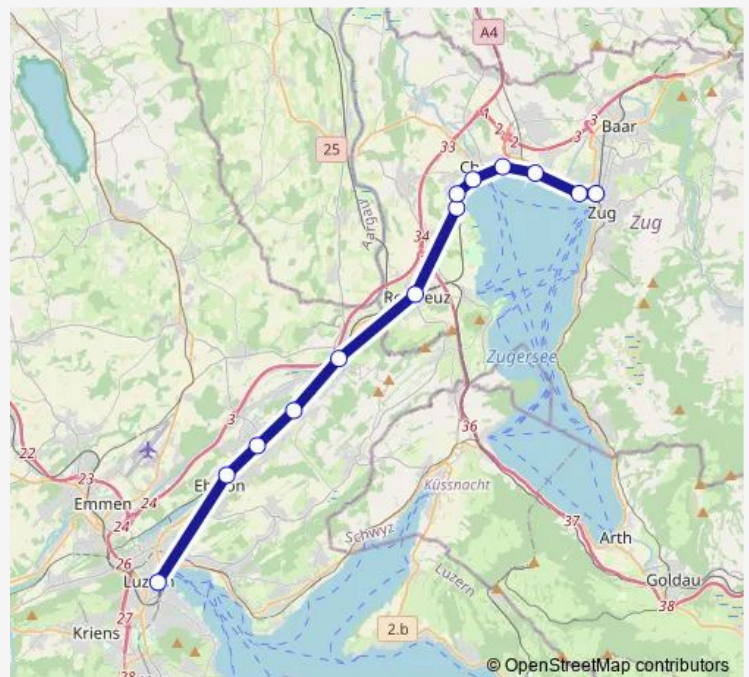 A4
3
Baar
1
2
2
3
33
25
Ch
Aargau
Zug
Zug
34
Ro
euz
Zugersee
3
36
22
23
Eb
on
Küssnacht
Emmen
24
24
37
Schwyz
Arth
26
Luz
n
Luzern
Goldau
27
38
2.b
Kriens
28
© OpenStreetMap contributors